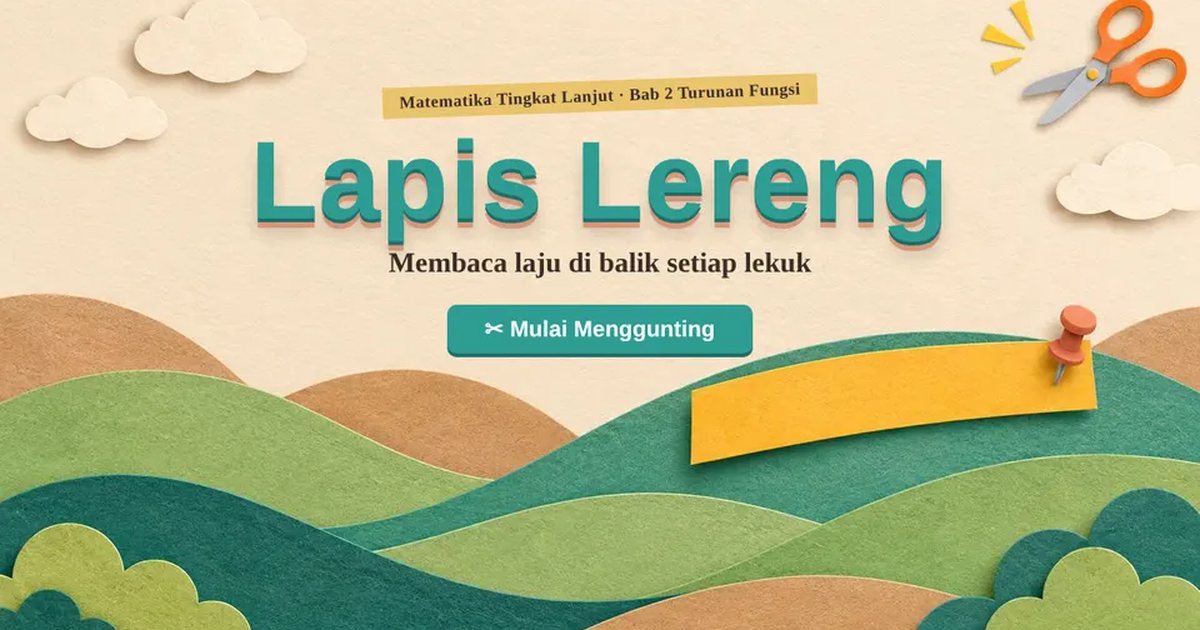 Matematika Tingkat Lanjut · Bab 2 Turunan Fungsi
Lapis Lereng
Membaca laju di balik setiap lekuk
✂ Mulai Menggunting